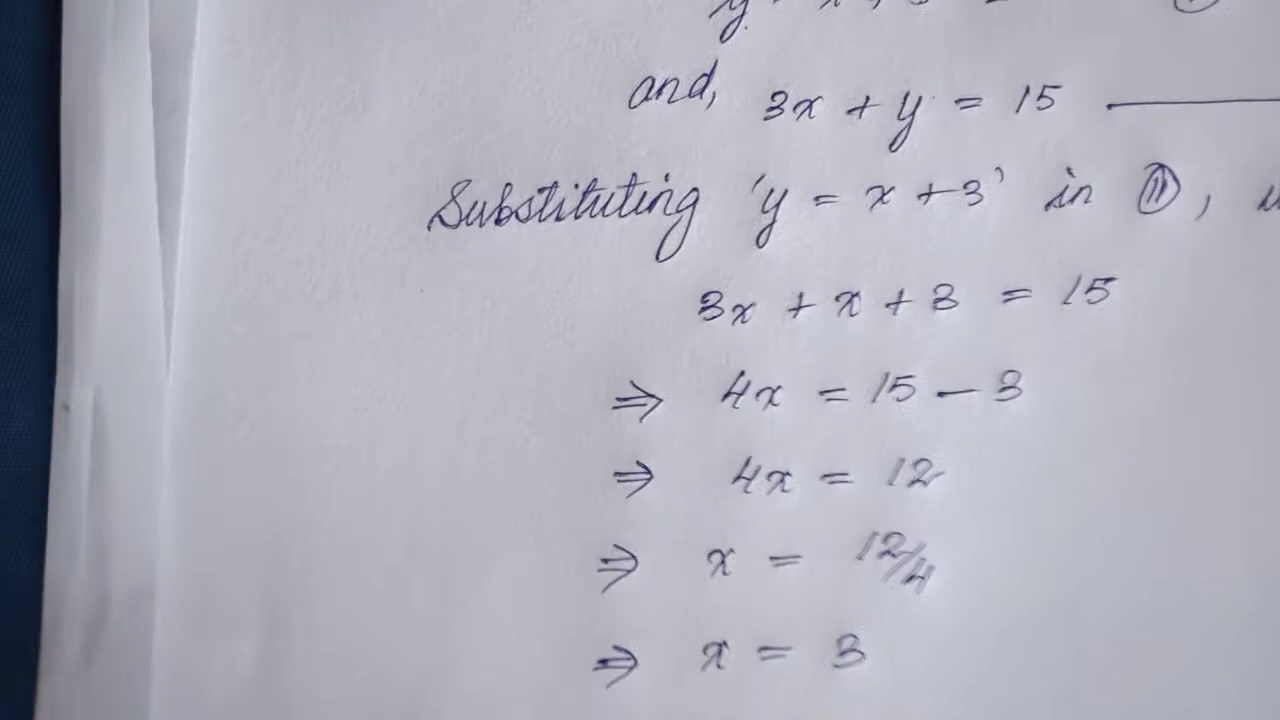 and, 3x + y = 15 —
Substituting 'y = x + 3' in ⓘⓘ,
3x + x + 3 = 15
⇒ 4x = 15 — 3
⇒ 4x = 12
⇒ x = 12/4
⇒ x = 3